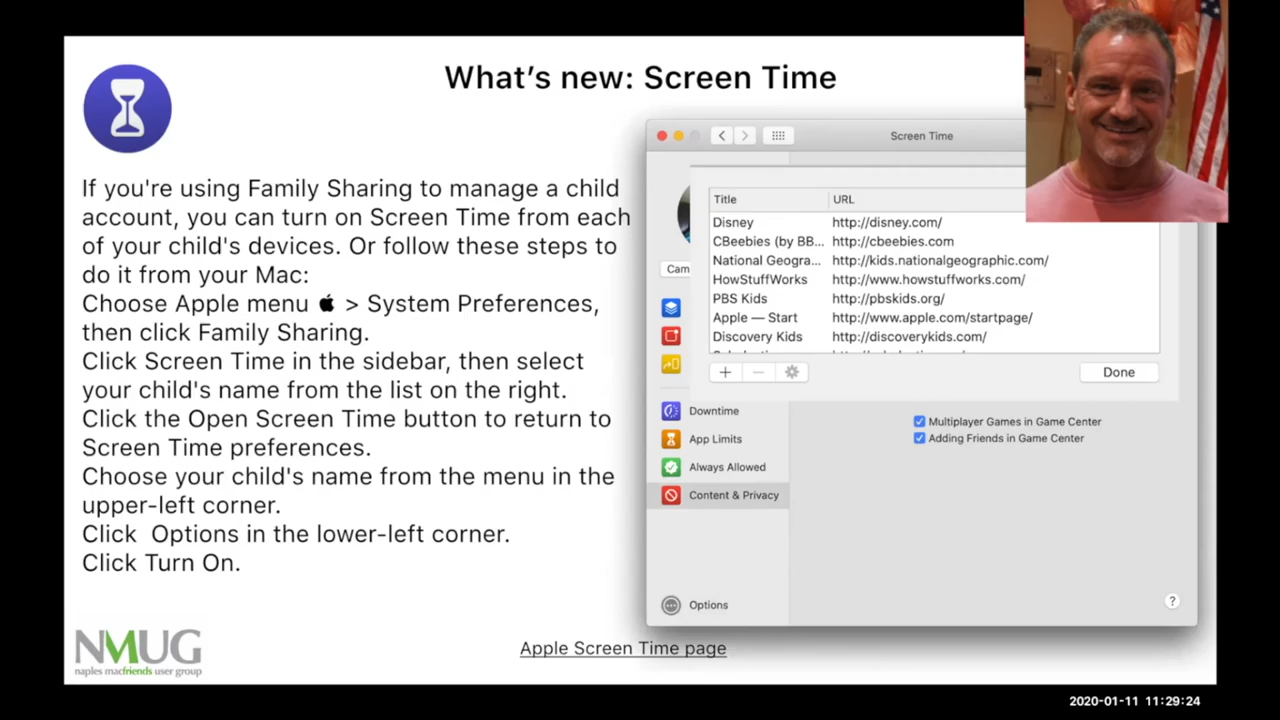 What's new: Screen Time
If you're using Family Sharing to manage a child
account, you can turn on Screen Time from each
of your child's devices. Or follow these steps to
do it from your Mac:
Choose Apple menu  > System Preferences,
then click Family Sharing.
Click Screen Time in the sidebar, then select
your child's name from the list on the right.
Click the Open Screen Time button to return to
Screen Time preferences.
Choose your child's name from the menu in the
upper-left corner.
Click  Options in the lower-left corner.
Click Turn On.
Screen Time
Title URL
Disney http://disney.com/
CBeebies (by BB... http://cbeebies.com
National Geogra... http://kids.nationalgeographic.com/
HowStuffWorks http://www.howstuffworks.com/
PBS Kids http://pbskids.org/
Apple — Start http://www.apple.com/startpage/
Discovery Kids http://discoverykids.com/
Cam
Done
Downtime
App Limits
Always Allowed
Content & Privacy
Multiplayer Games in Game Center
Adding Friends in Game Center
Options
?
NMUG
naples macfriends user group
Apple Screen Time page
2020-01-11 11:29:24